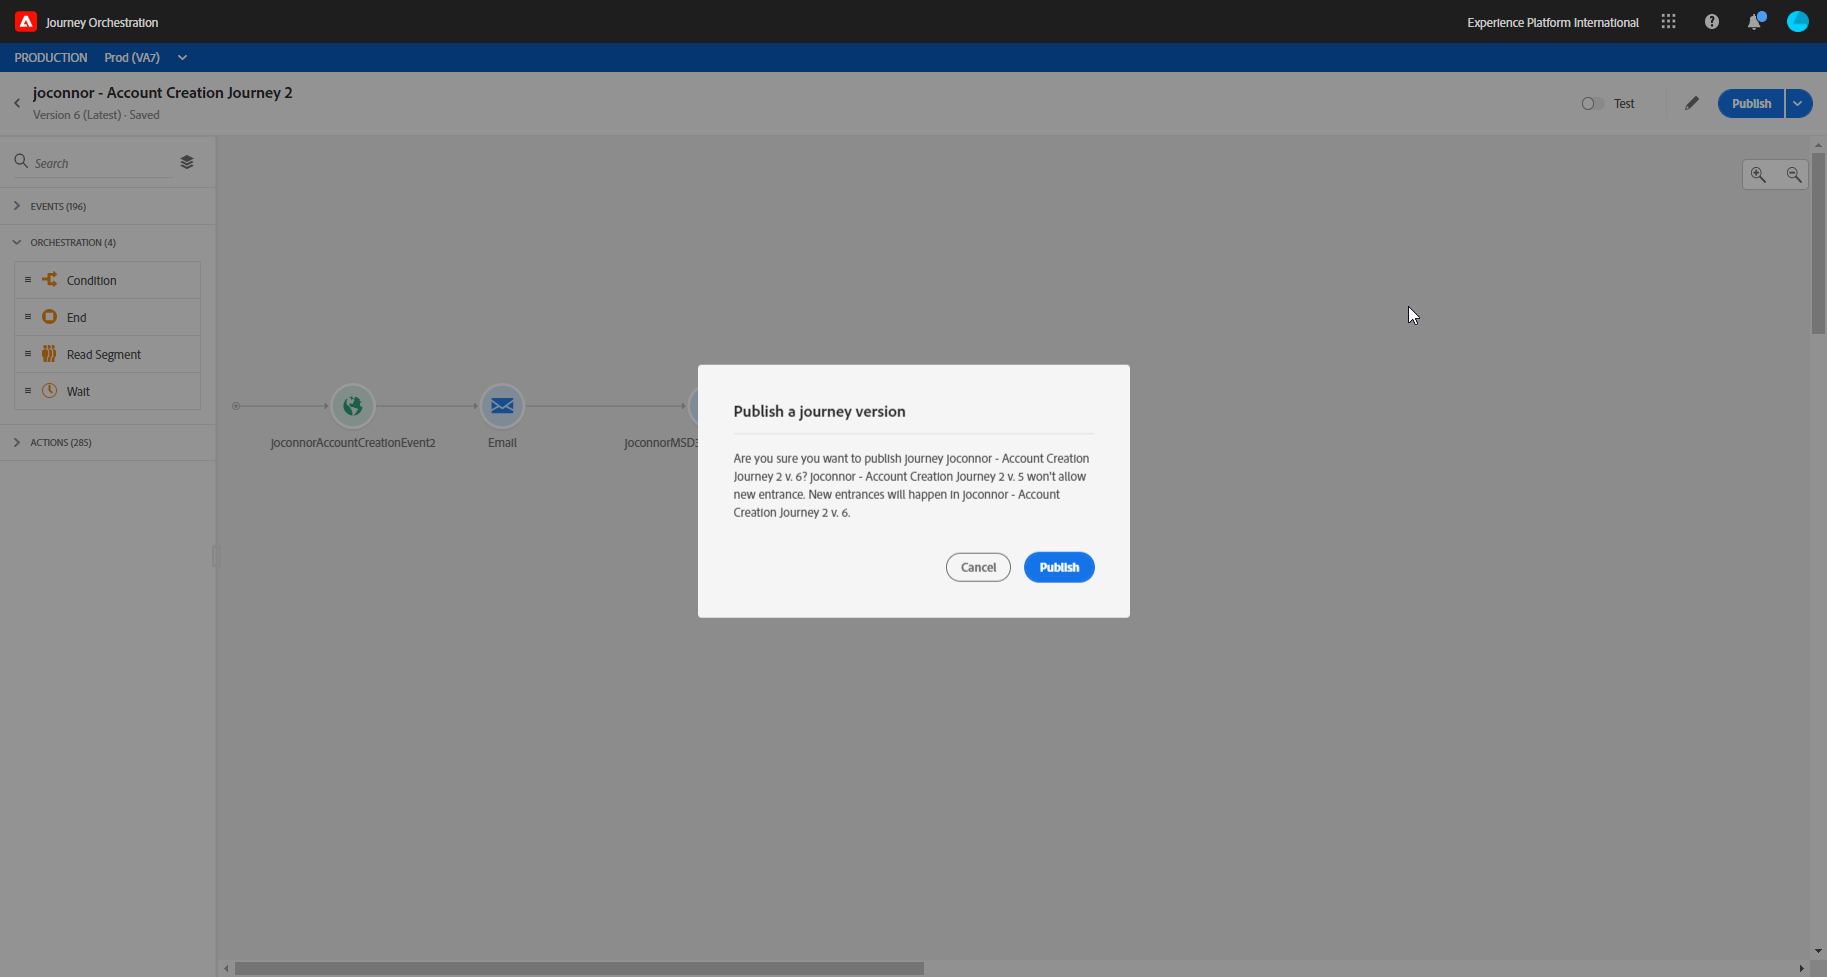 Journey Orchestration
Experience Platform International
PRODUCTION Prod (VA7)
joconnor - Account Creation Journey 2
Version 6 (Latest) · Saved
Test
Publish
Search
EVENTS (196)
ORCHESTRATION (4)
Condition
End
Read Segment
Wait
ACTIONS (285)
joconnorAccountCreationEvent2
Email
joconnorMSD3
Publish a journey version
Are you sure you want to publish journey joconnor - Account Creation
Journey 2 v. 6? joconnor - Account Creation Journey 2 v. 5 won't allow
new entrance. New entrances will happen in joconnor - Account
Creation Journey 2 v. 6.
Cancel
Publish